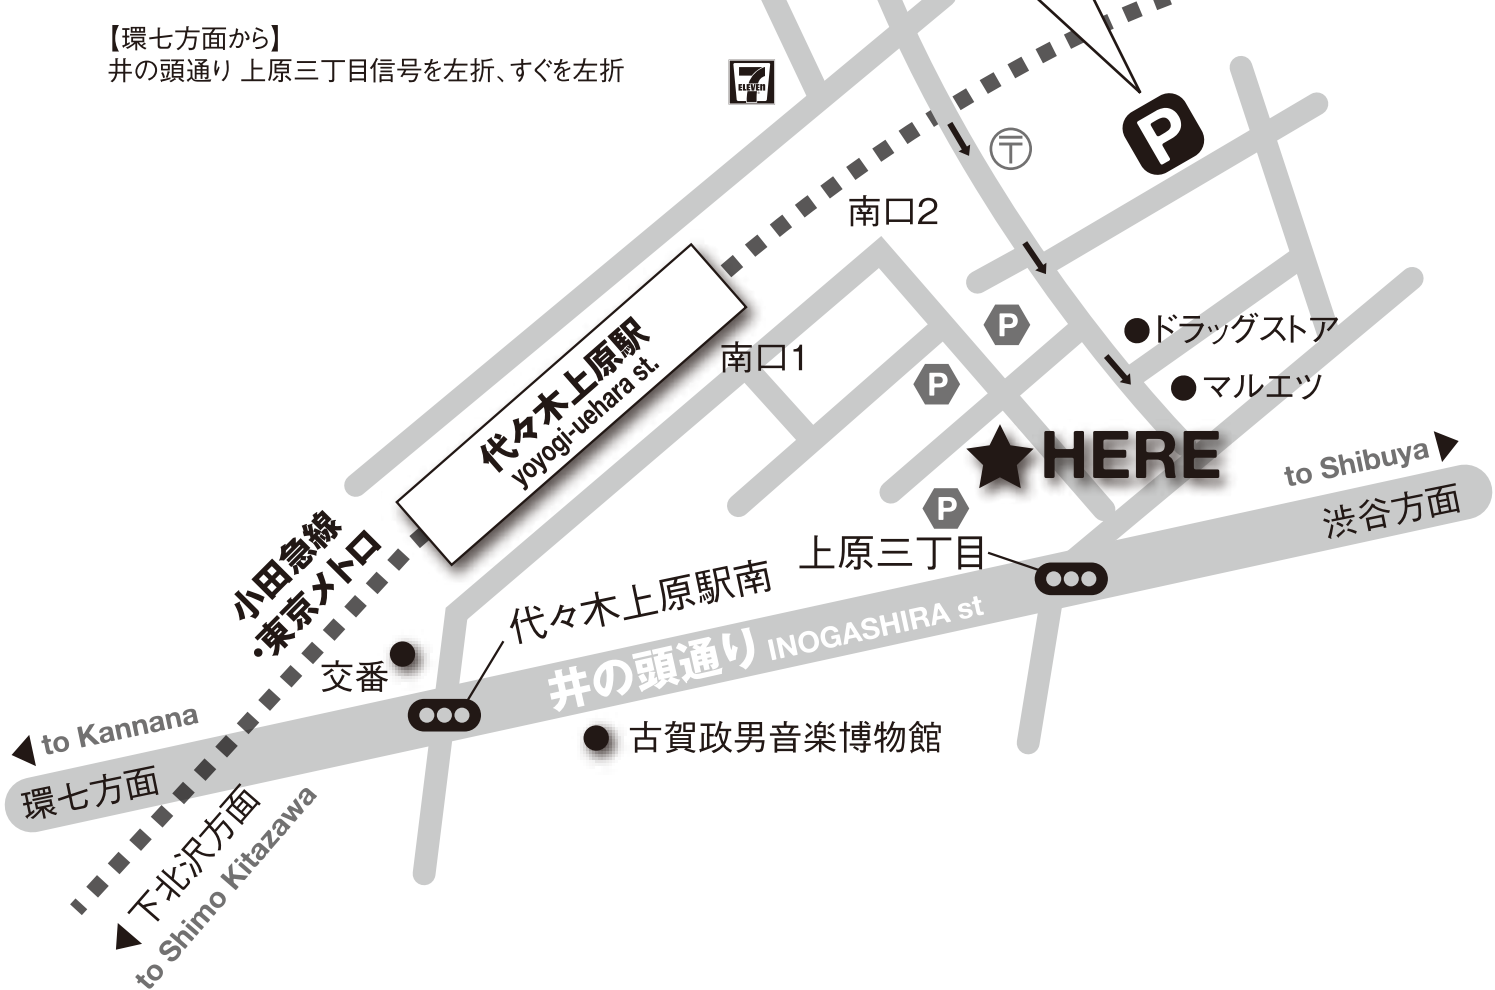 【環七方面から】
井の頭通り 上原三丁目信号を左折、すぐを左折
7
ELEVEn
P
〒
南口2
P
ドラッグストア
南口1
P
マルエツ
代々木上原駅
yoyogi-uehara st.
HERE
to Shibuya
渋谷方面
P
上原三丁目
小田急線
・東京メトロ
代々木上原駅南
井の頭通り INOGASHIRA st
交番
古賀政男音楽博物館
to Kannana
環七方面
下北沢方面
to Shimo Kitazawa